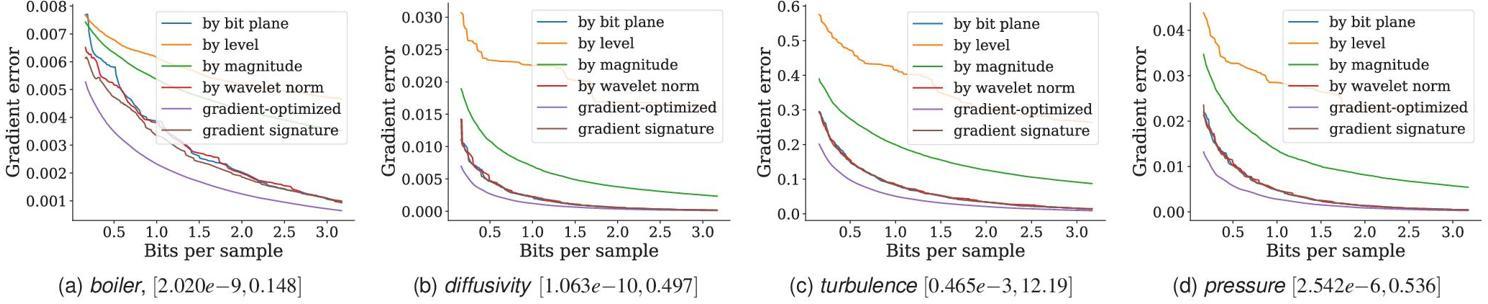 0.008
0.007
0.006
0.005
0.004
0.003
0.002
0.001
Gradient error
by bit plane
by level
by magnitude
by wavelet norm
gradient-optimized
gradient signature
0.5 1.0 1.5 2.0 2.5 3.0
Bits per sample
(a) boiler, [2.020e−9,0.148]
0.030
0.025
0.020
0.015
0.010
0.005
0.000
Gradient error
by bit plane
by level
by magnitude
by wavelet norm
gradient-optimized
gradient signature
0.5 1.0 1.5 2.0 2.5 3.0
Bits per sample
(b) diffusivity [1.063e−10,0.497]
0.6
0.5
0.4
0.3
0.2
0.1
0.0
Gradient error
by bit plane
by level
by magnitude
by wavelet norm
gradient-optimized
gradient signature
0.5 1.0 1.5 2.0 2.5 3.0
Bits per sample
(c) turbulence [0.465e−3,12.19]
0.04
0.03
0.02
0.01
0.00
Gradient error
by bit plane
by level
by magnitude
by wavelet norm
gradient-optimized
gradient signature
0.5 1.0 1.5 2.0 2.5 3.0
Bits per sample
(d) pressure [2.542e−6,0.536]